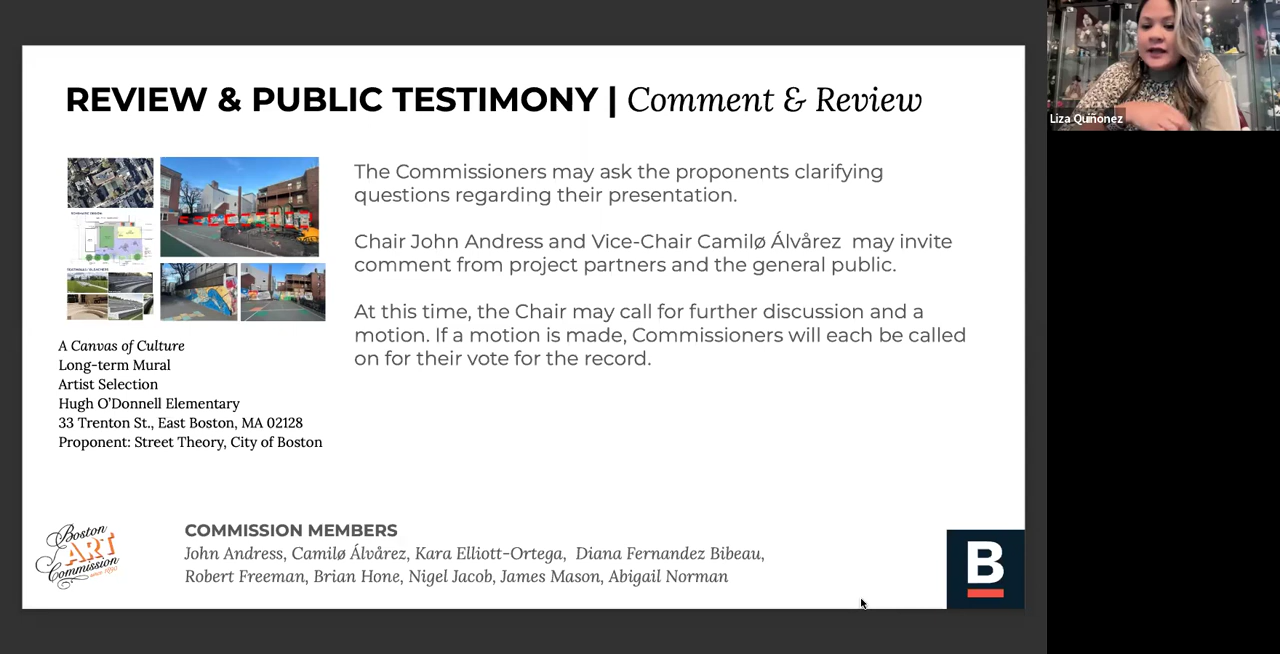 REVIEW & PUBLIC TESTIMONY | Comment & Review
Liza Quiñonez
The Commissioners may ask the proponents clarifying
questions regarding their presentation.
Chair John Andress and Vice-Chair Camilø Álvårez may invite
comment from project partners and the general public.
At this time, the Chair may call for further discussion and a
motion. If a motion is made, Commissioners will each be called
on for their vote for the record.
A Canvas of Culture
Long-term Mural
Artist Selection
Hugh O'Donnell Elementary
33 Trenton St., East Boston, MA 02128
Proponent: Street Theory, City of Boston
Boston
ART
Commission
since 1890
COMMISSION MEMBERS
John Andress, Camilø Álvårez, Kara Elliott-Ortega, Diana Fernandez Bibeau,
Robert Freeman, Brian Hone, Nigel Jacob, James Mason, Abigail Norman
B